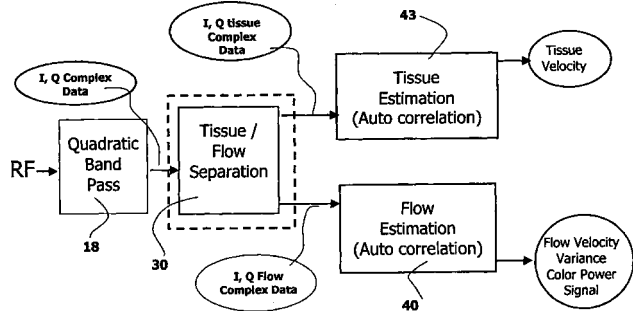 I, Q tissue
Complex
Data
43
Tissue
Velocity
I, Q Complex
Data
Tissue
Estimation
(Auto correlation)
Quadratic
Band
Pass
Tissue /
Flow
Separation
RF
Flow
Estimation
(Auto correlation)
18
30
I, Q Flow
Complex Data
40
Flow Velocity
Variance
Color Power
Signal